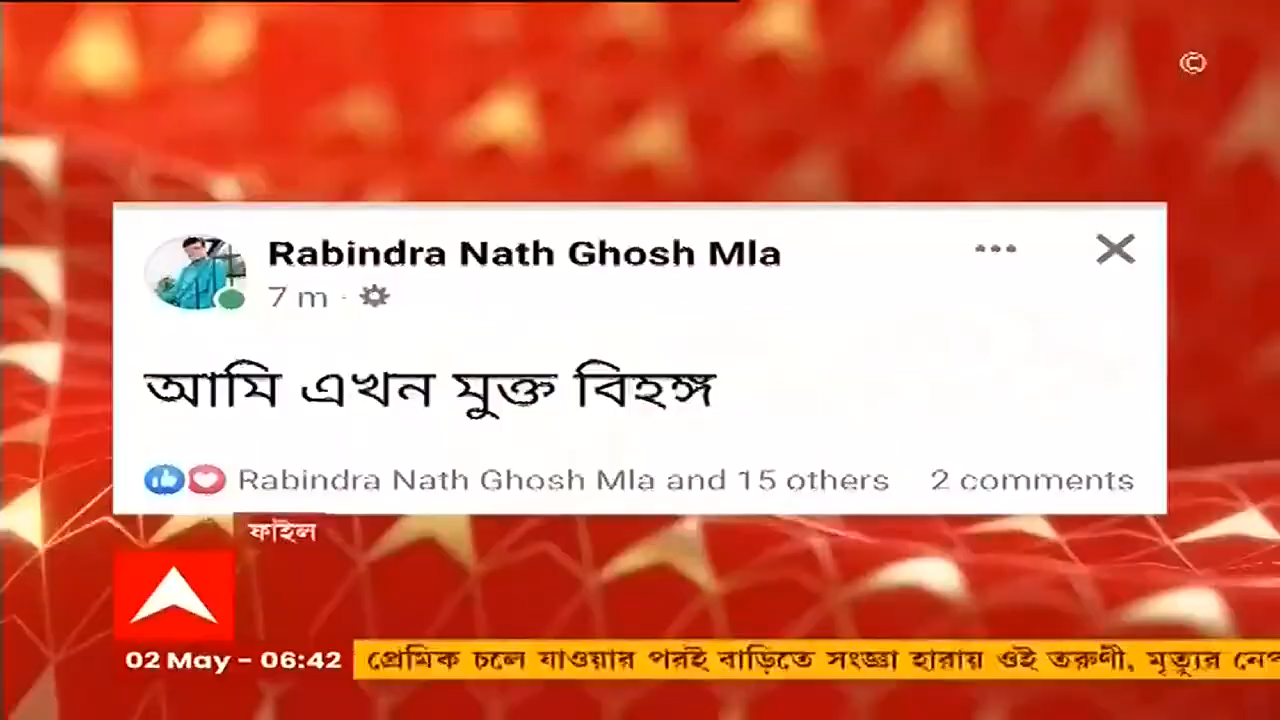 ©
Rabindra Nath Ghosh Mla
7 m
আমি এখন মুক্ত বিহঙ্গ
Rabindra Nath Ghosh Mla and 15 others 2 comments
ফাইল
02 May - 06:42 প্রেমিক চলে যাওয়ার পরই বাড়িতে সংজ্ঞা হারায় ওই তরুণী, মৃত্যুর